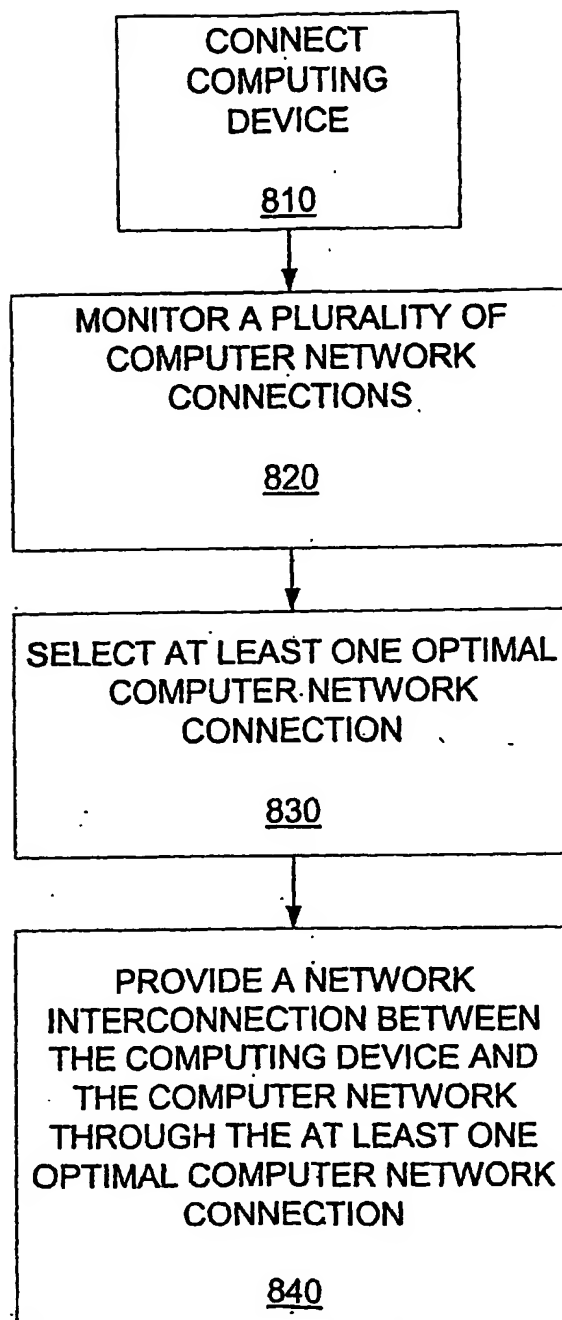 CONNECT
COMPUTING
DEVICE
810
MONITOR A PLURALITY OF
COMPUTER NETWORK
CONNECTIONS
820
SELECT AT LEAST ONE OPTIMAL
COMPUTER NETWORK
CONNECTION
830
PROVIDE A NETWORK
INTERCONNECTION BETWEEN
THE COMPUTING DEVICE AND
THE COMPUTER NETWORK
THROUGH THE AT LEAST ONE
OPTIMAL COMPUTER NETWORK
CONNECTION
840